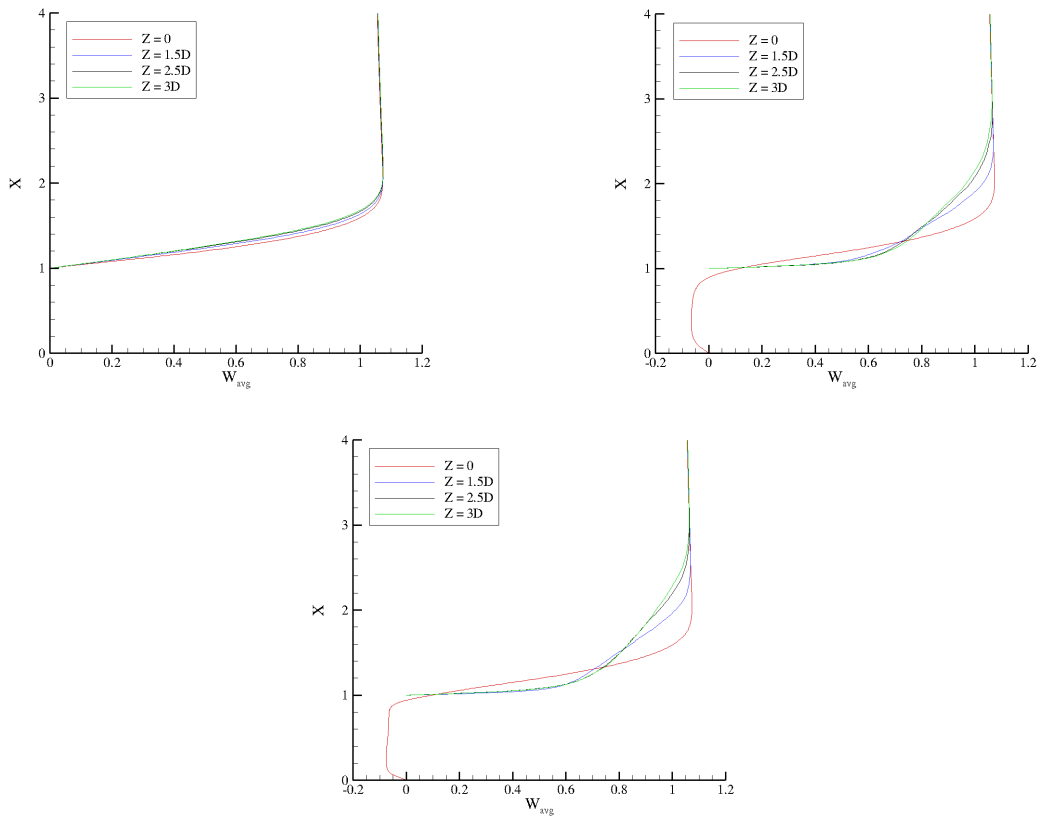 4
3
2
1
0
X
0
0.2
0.4
0.6
0.8
1
1.2
W avg
Z = 0
Z = 1.5D
Z = 2.5D
Z = 3D
4
3
2
1
0
X
-0.2
0
0.2
0.4
0.6
0.8
1
1.2
W avg
Z = 0
Z = 1.5D
Z = 2.5D
Z = 3D
4
3
2
1
0
X
-0.2
0
0.2
0.4
0.6
0.8
1
1.2
W avg
Z = 0
Z = 1.5D
Z = 2.5D
Z = 3D